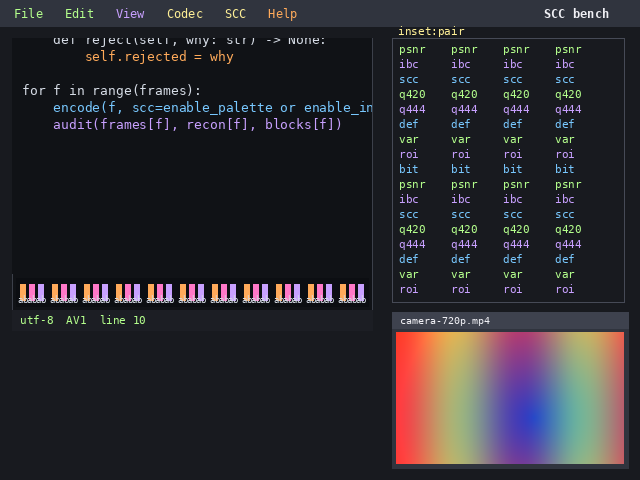 File Edit View Codec SCC Help SCC bench
def reject(self, why: str) -> None:
self.rejected = why
for f in range(frames):
encode(f, scc=enable_palette or enable_in
audit(frames[f], recon[f], blocks[f])
utf-8 AV1 line 10
inset:pair
psnr psnr psnr psnr
ibc ibc ibc ibc
scc scc scc scc
q420 q420 q420 q420
q444 q444 q444 q444
def def def def
var var var var
roi roi roi roi
bit bit bit bit
psnr psnr psnr psnr
ibc ibc ibc ibc
scc scc scc scc
q420 q420 q420 q420
q444 q444 q444 q444
def def def def
var var var var
roi roi roi roi
camera-720p.mp4